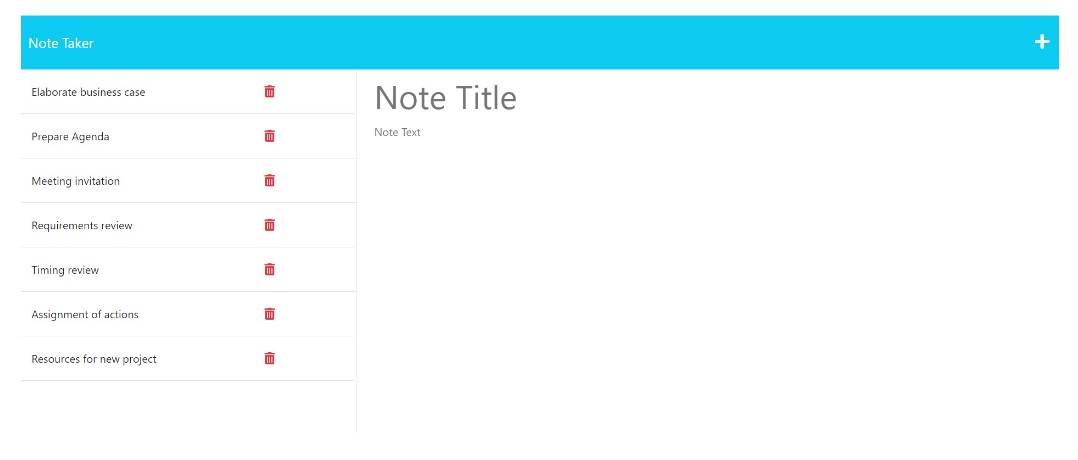 Note Taker
Elaborate business case
Prepare Agenda
Meeting invitation
Requirements review
Timing review
Assignment of actions
Resources for new project
Note Title
Note Text